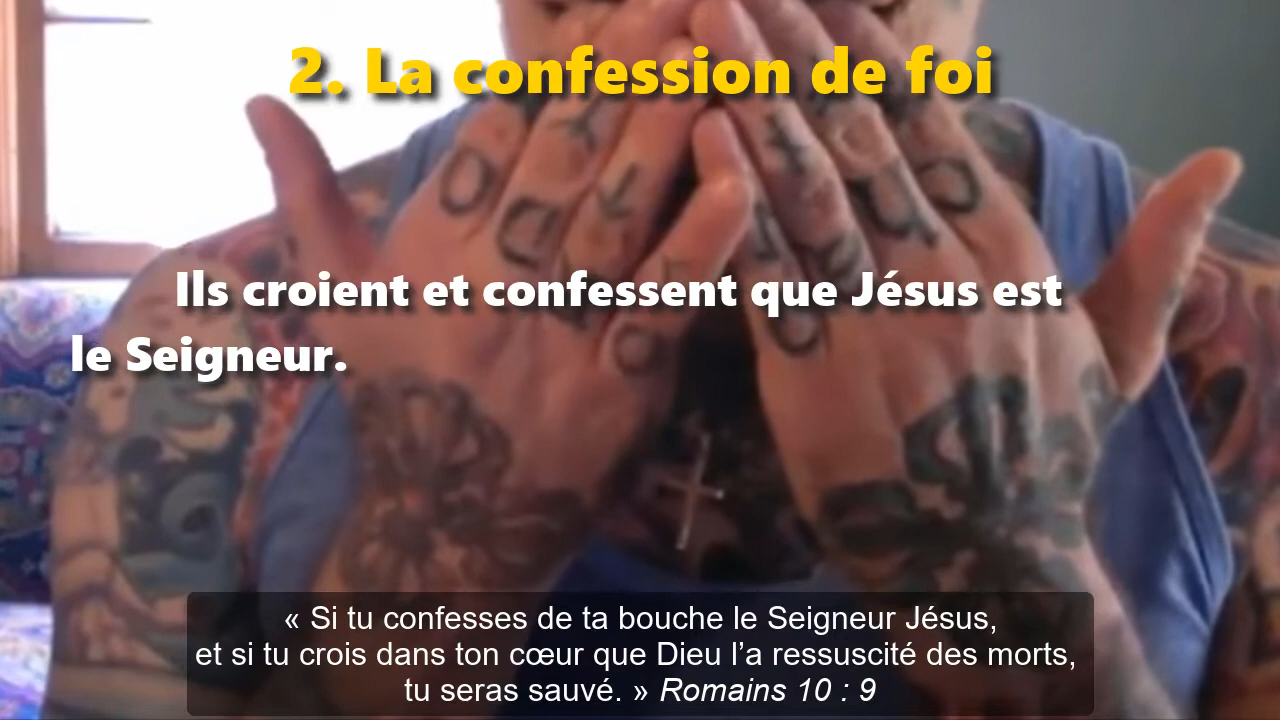 2. La confession de foi
Ils croient et confessent que Jésus est
le Seigneur.
« Si tu confesses de ta bouche le Seigneur Jésus,
et si tu crois dans ton cœur que Dieu l’a ressuscité des morts,
tu seras sauvé. » Romains 10 : 9